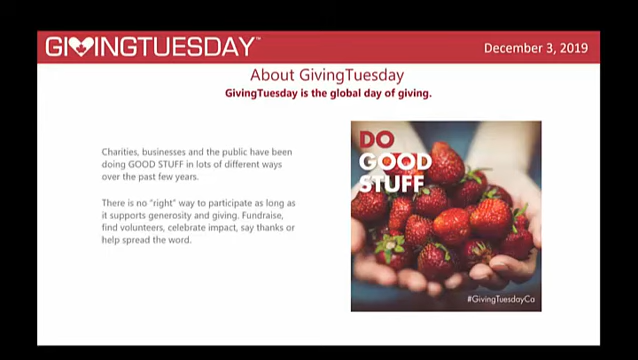 GIVINGTUESDAY™
December 3, 2019
About GivingTuesday
GivingTuesday is the global day of giving.
Charities, businesses and the public have been
doing GOOD STUFF in lots of different ways
over the past few years.
There is no "right" way to participate as long as
it supports generosity and giving. Fundraise,
find volunteers, celebrate impact, say thanks or
help spread the word.
DO
GOOD
STUFF
#GivingTuesdayCa